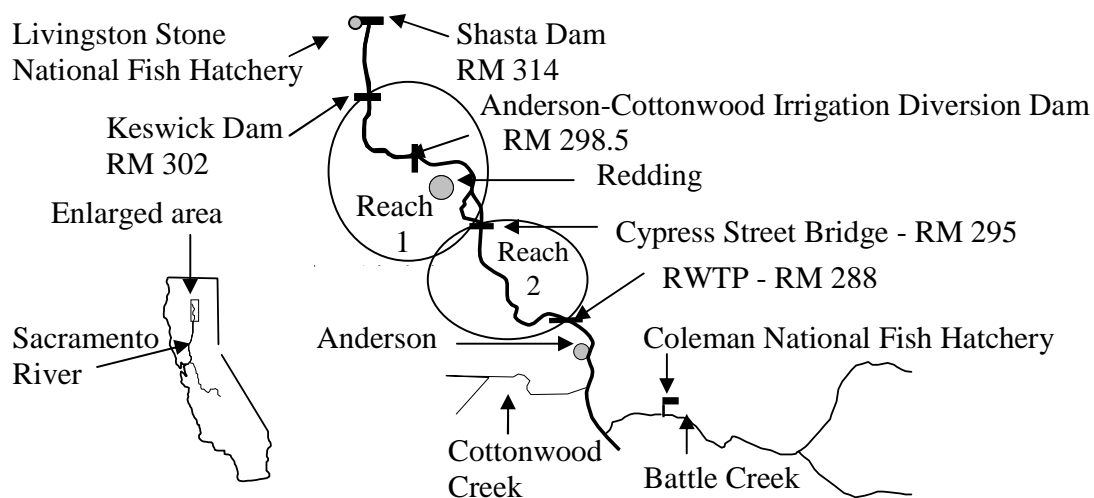 Livingston Stone
National Fish Hatchery
Shasta Dam
RM 314
Anderson-Cottonwood Irrigation Diversion Dam
RM 298.5
Keswick Dam
RM 302
Redding
Reach
1
Enlarged area
Cypress Street Bridge - RM 295
Reach
2
RWTP - RM 288
Sacramento
River
Anderson
Coleman National Fish Hatchery
Cottonwood
Creek
Battle Creek